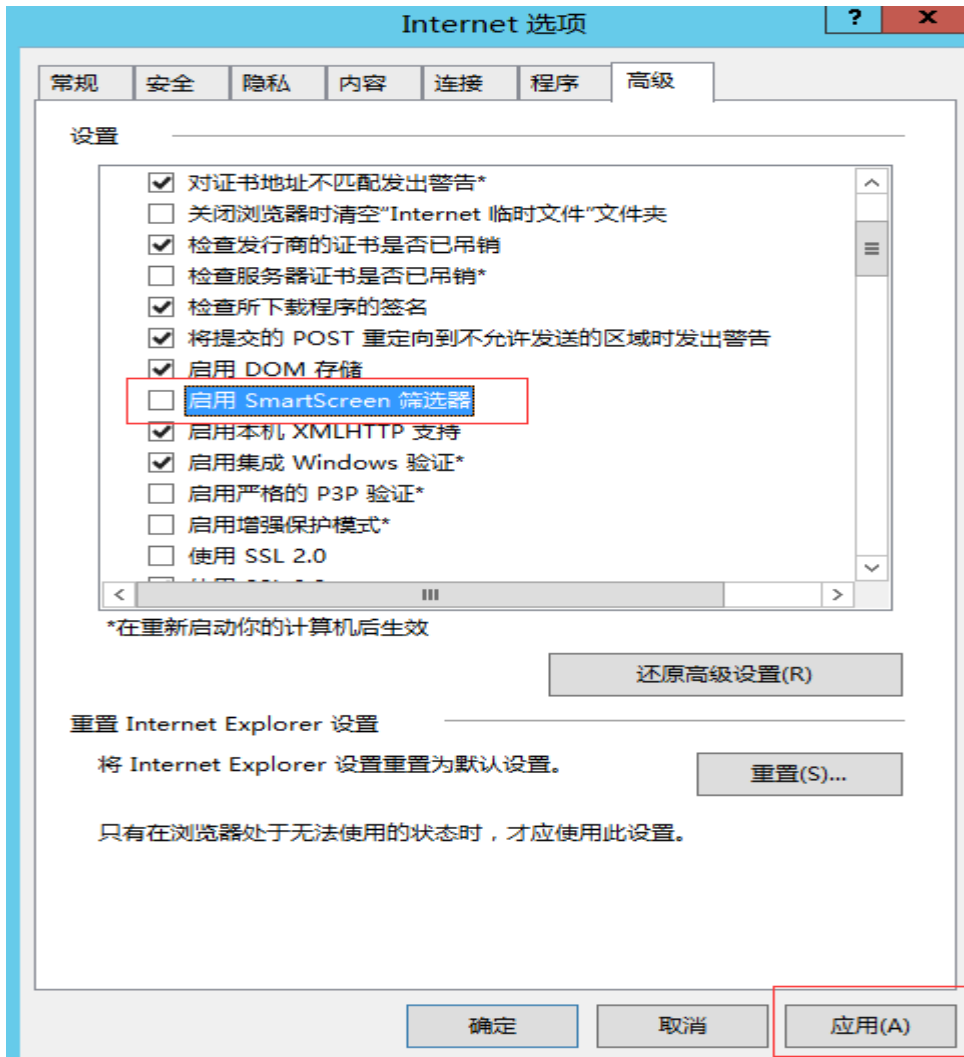 Internet 选项
?
x
常规 安全 隐私 内容 连接 程序 高级
设置
对证书地址不匹配发出警告*
关闭浏览器时清空"Internet 临时文件"文件夹
检查发行商的证书是否已吊销
检查服务器证书是否已吊销*
检查所下载程序的签名
将提交的 POST 重定向到不允许发送的区域时发出警告
启用 DOM 存储
启用 SmartScreen 筛选器
启用本机 XMLHTTP 支持
启用集成 Windows 验证*
启用严格的 P3P 验证*
启用增强保护模式*
使用 SSL 2.0
*在重新启动你的计算机后生效
还原高级设置(R)
重置 Internet Explorer 设置
将 Internet Explorer 设置重置为默认设置。
重置(S)...
只有在浏览器处于无法使用的状态时，才应使用此设置。
确定 取消 应用(A)